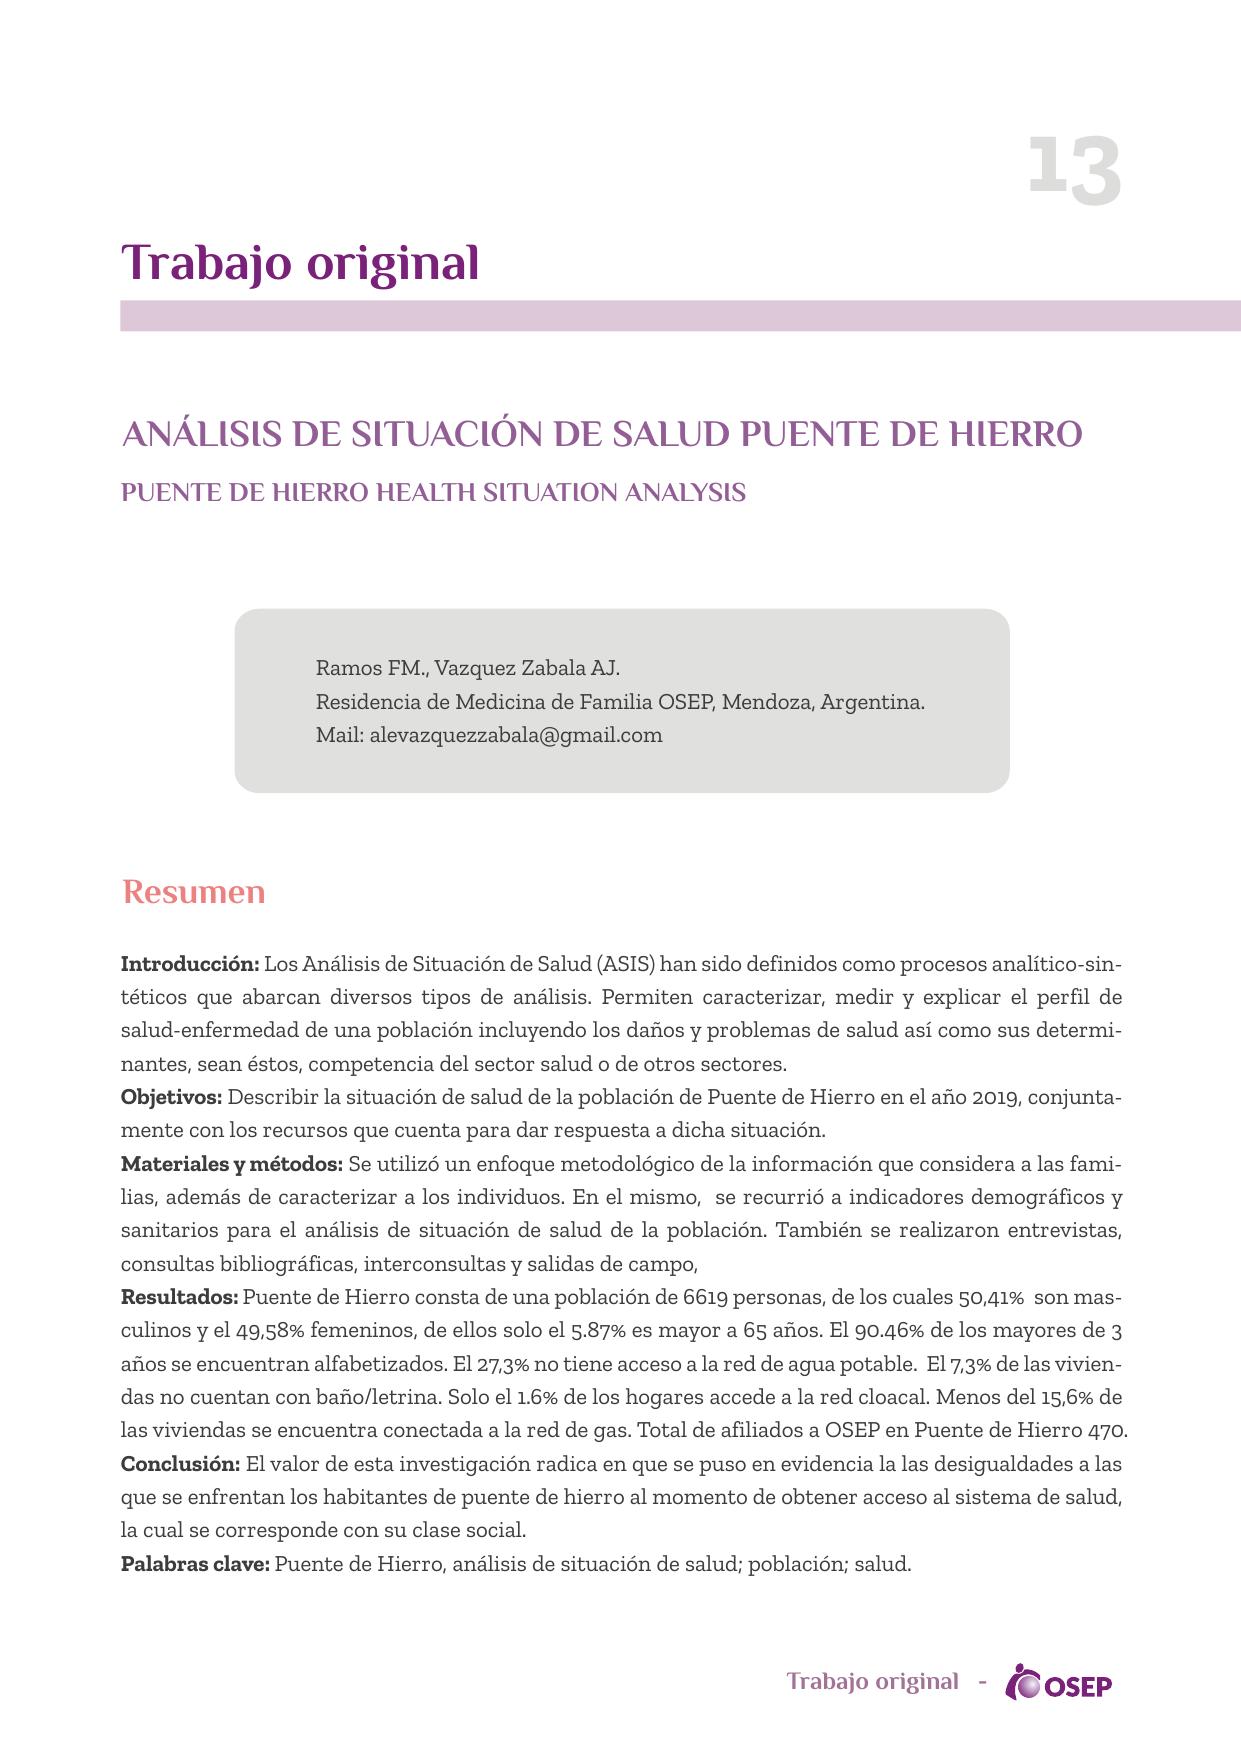 13
Trabajo original
ANÁLISIS DE SITUACIÓN DE SALUD PUENTE DE HIERRO
PUENTE DE HIERRO HEALTH SITUATION ANALYSIS
Ramos FM., Vazquez Zabala AJ.
Residencia de Medicina de Familia OSEP, Mendoza, Argentina.
Mail: alevazquezzabala@gmail.com
Resumen
Introducción: Los Análisis de Situación de Salud (ASIS) han sido definidos como procesos analítico-sin-
téticos que abarcan diversos tipos de análisis. Permiten caracterizar, medir y explicar el perfil de
salud-enfermedad de una población incluyendo los daños y problemas de salud así como sus determi-
nantes, sean éstos, competencia del sector salud o de otros sectores.
Objetivos: Describir la situación de salud de la población de Puente de Hierro en el año 2019, conjunta-
mente con los recursos que cuenta para dar respuesta a dicha situación.
Materiales y métodos: Se utilizó un enfoque metodológico de la información que considera a las fami-
lias, además de caracterizar a los individuos. En el mismo,  se recurrió a indicadores demográficos y
sanitarios para el análisis de situación de salud de la población. También se realizaron entrevistas,
consultas bibliográficas, interconsultas y salidas de campo,
Resultados: Puente de Hierro consta de una población de 6619 personas, de los cuales 50,41%  son mas-
culinos y el 49,58% femeninos, de ellos solo el 5.87% es mayor a 65 años. El 90.46% de los mayores de 3
años se encuentran alfabetizados. El 27,3% no tiene acceso a la red de agua potable.  El 7,3% de las vivien-
das no cuentan con baño/letrina. Solo el 1.6% de los hogares accede a la red cloacal. Menos del 15,6% de
las viviendas se encuentra conectada a la red de gas. Total de afiliados a OSEP en Puente de Hierro 470.
Conclusión: El valor de esta investigación radica en que se puso en evidencia la las desigualdades a las
que se enfrentan los habitantes de puente de hierro al momento de obtener acceso al sistema de salud,
la cual se corresponde con su clase social.
Palabras clave: Puente de Hierro, análisis de situación de salud; población; salud.
Trabajo original - OSEP